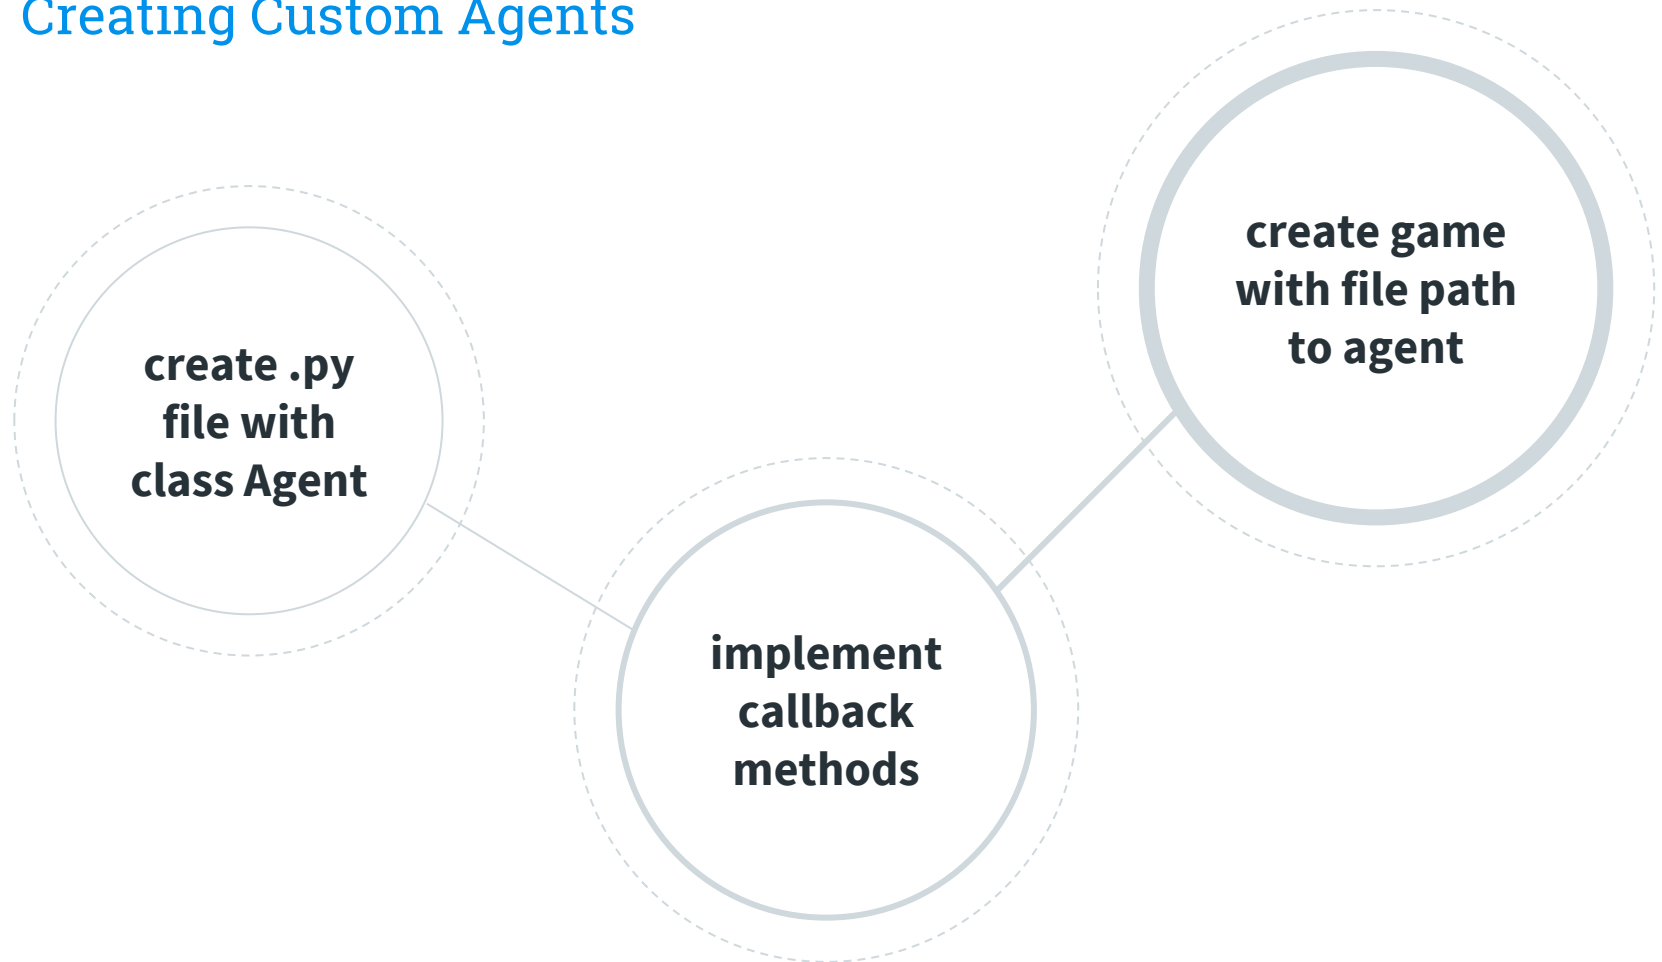 Creating Custom Agents
create .py
file with
class Agent
implement
callback
methods
create game
with file path
to agent